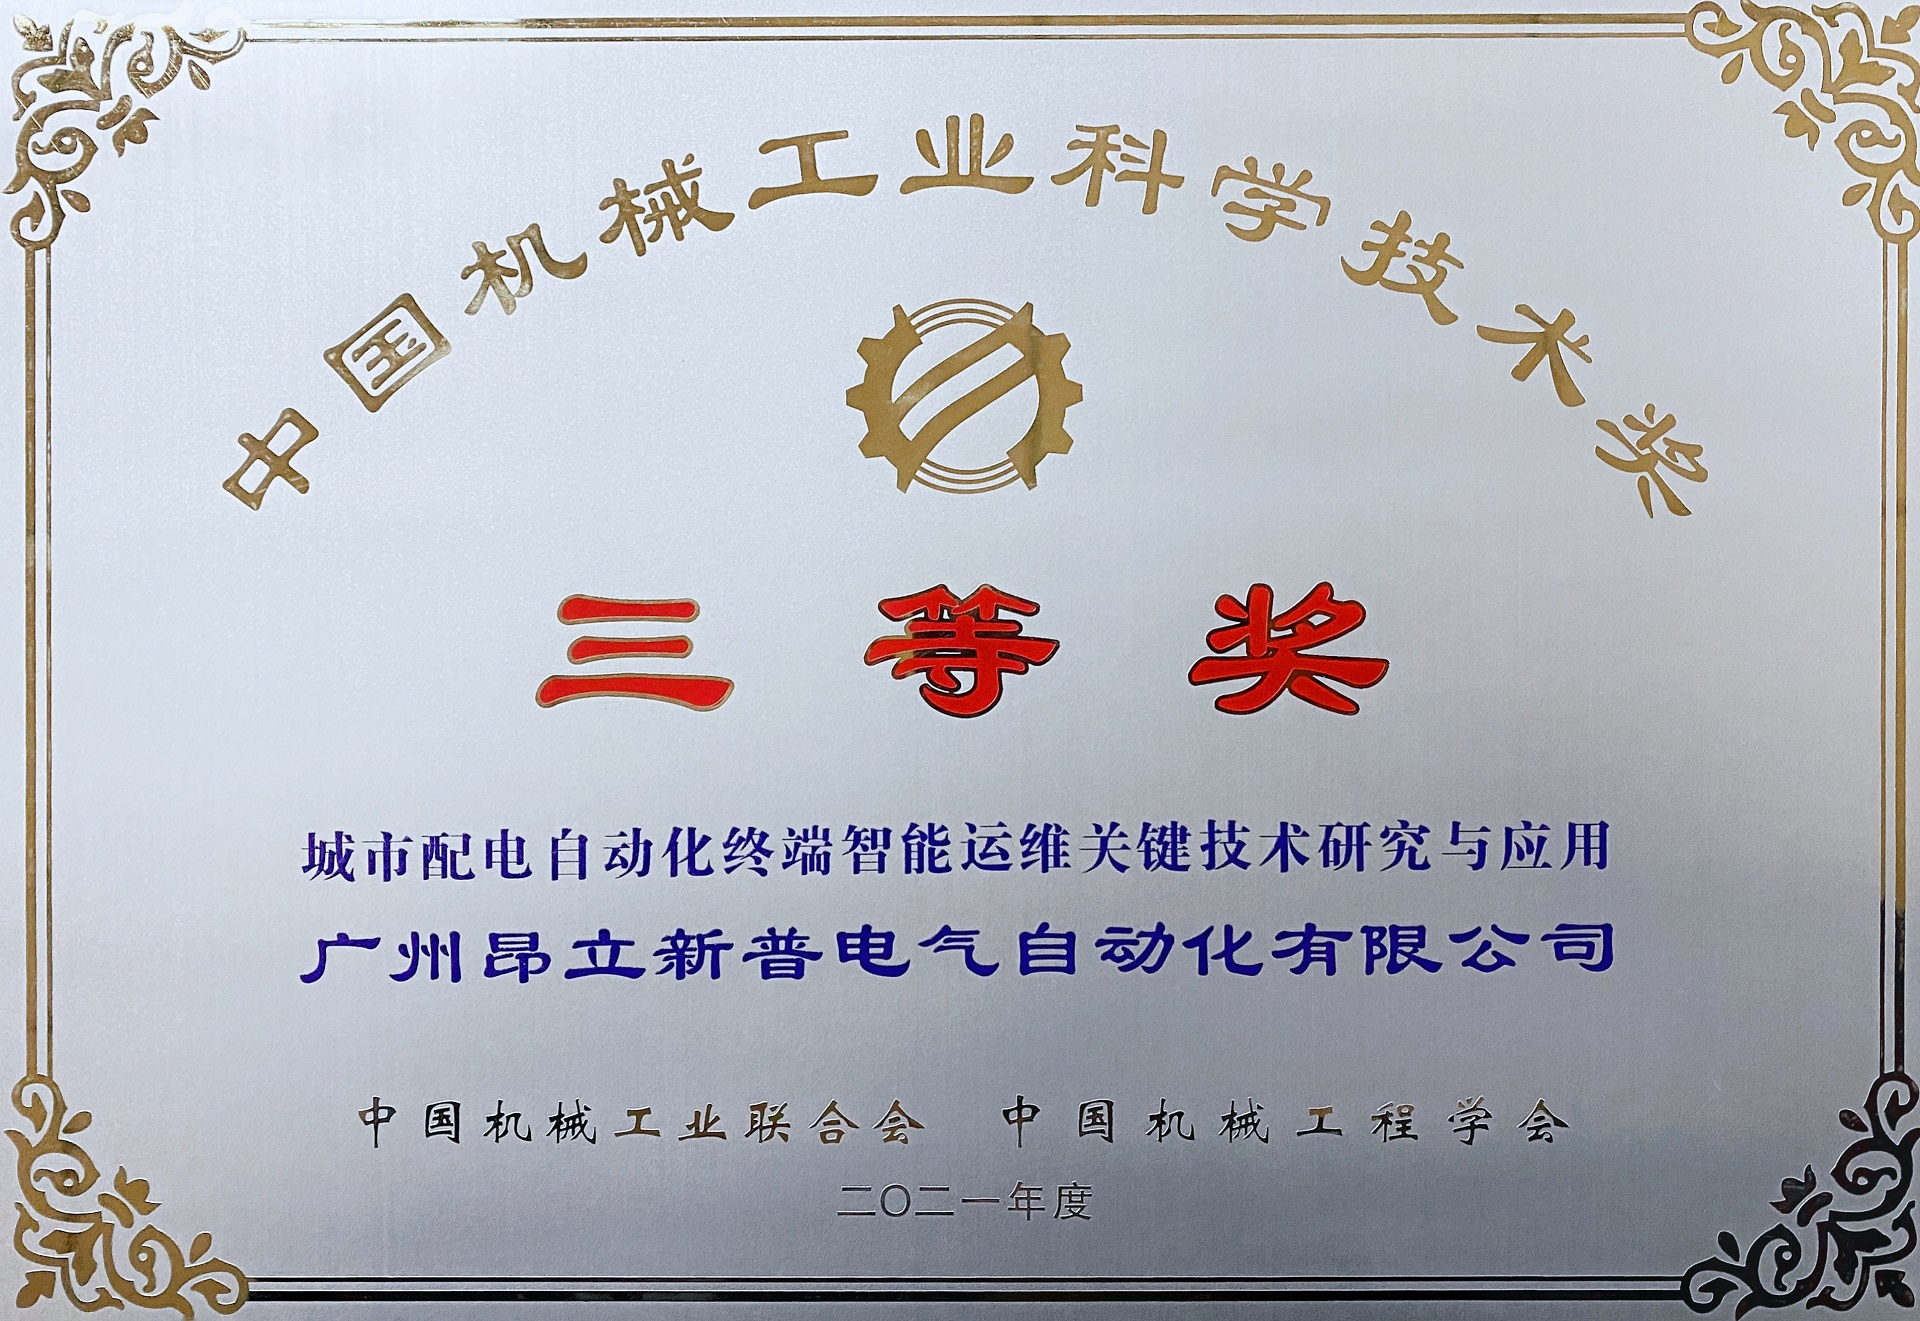 中国机械工业科学技术奖
三等奖
城市配电自动化终端智能运维关键技术研究与应用
广州昂立新普电气自动化有限公司
中国机械工业联合会 中国机械工程学会
二〇二一年度